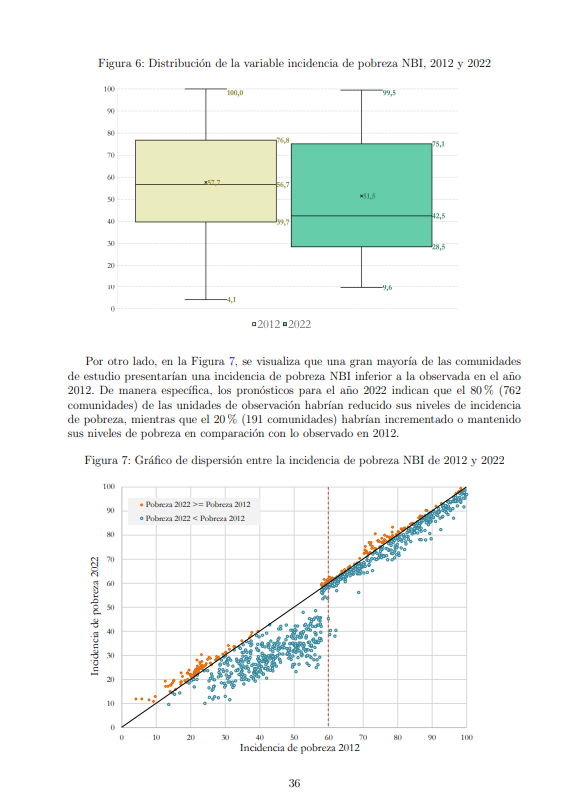 Figura 6: Distribución de la variable incidencia de pobreza NBI, 2012 y 2022
100
90
80
70
60
50
40
30
20
10
0
100,0
76,8
57,7
56,7
39,7
4,1
99,5
75,1
51,5
42,5
28,5
9,6
2012 2022
Por otro lado, en la Figura 7, se visualiza que una gran mayoría de las comunidades
de estudio presentarían una incidencia de pobreza NBI inferior a la observada en el año
2012. De manera específica, los pronósticos para el año 2022 indican que el 80 % (762
comunidades) de las unidades de observación habrían reducido sus niveles de incidencia
de pobreza, mientras que el 20 % (191 comunidades) habrían incrementado o mantenido
sus niveles de pobreza en comparación con lo observado en 2012.
Figura 7: Gráfico de dispersión entre la incidencia de pobreza NBI de 2012 y 2022
Incidencia de pobreza 2022
100
90
80
70
60
50
40
30
20
10
0
Pobreza 2022 >= Pobreza 2012
Pobreza 2022 < Pobreza 2012
0 10 20 30 40 50 60 70 80 90 100
Incidencia de pobreza 2012
36